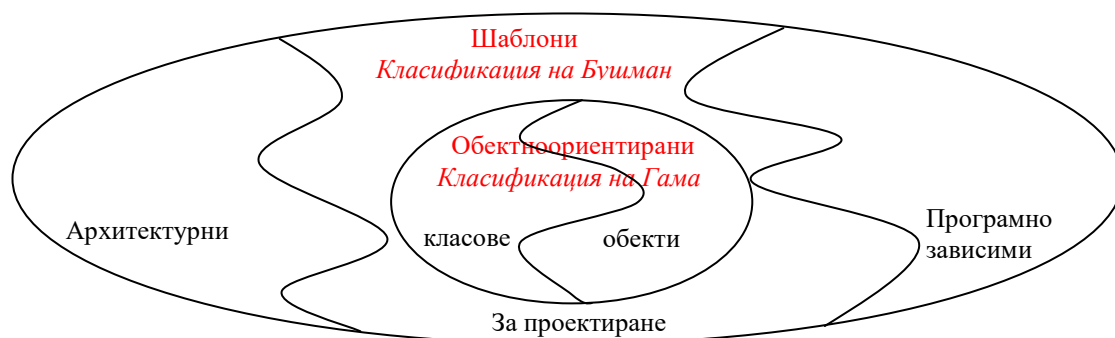 Шаблони
Класификация на Бушман
Обектноориентирани
Класификация на Гама
Архитектурни
класове
обекти
Програмно
зависими
За проектиране